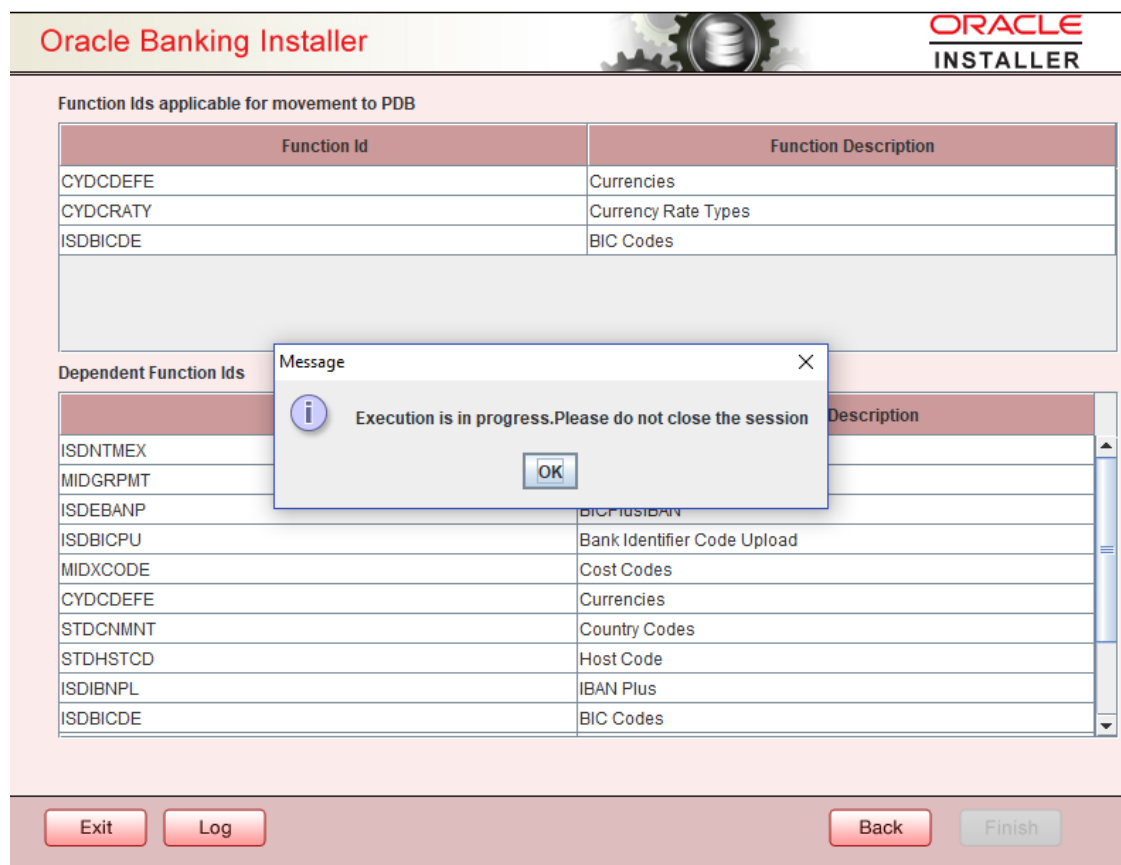 Oracle Banking Installer
ORACLE
INSTALLER
Function Ids applicable for movement to PDB
Function Id Function Description
CYDCDEFE Currencies
CYDCRATY Currency Rate Types
ISDBICDE BIC Codes
Message
Execution is in progress.Please do not close the session
OK
Dependent Function Ids
Description
ISDNTMEX
MIDGRPMT
ISDEBANP BICPlusIBAN
ISDBICPU Bank Identifier Code Upload
MIDXCODE Cost Codes
CYDCDEFE Currencies
STDCNMNT Country Codes
STDHSTCD Host Code
ISDIBNPL IBAN Plus
ISDBICDE BIC Codes
Exit Log Back Finish